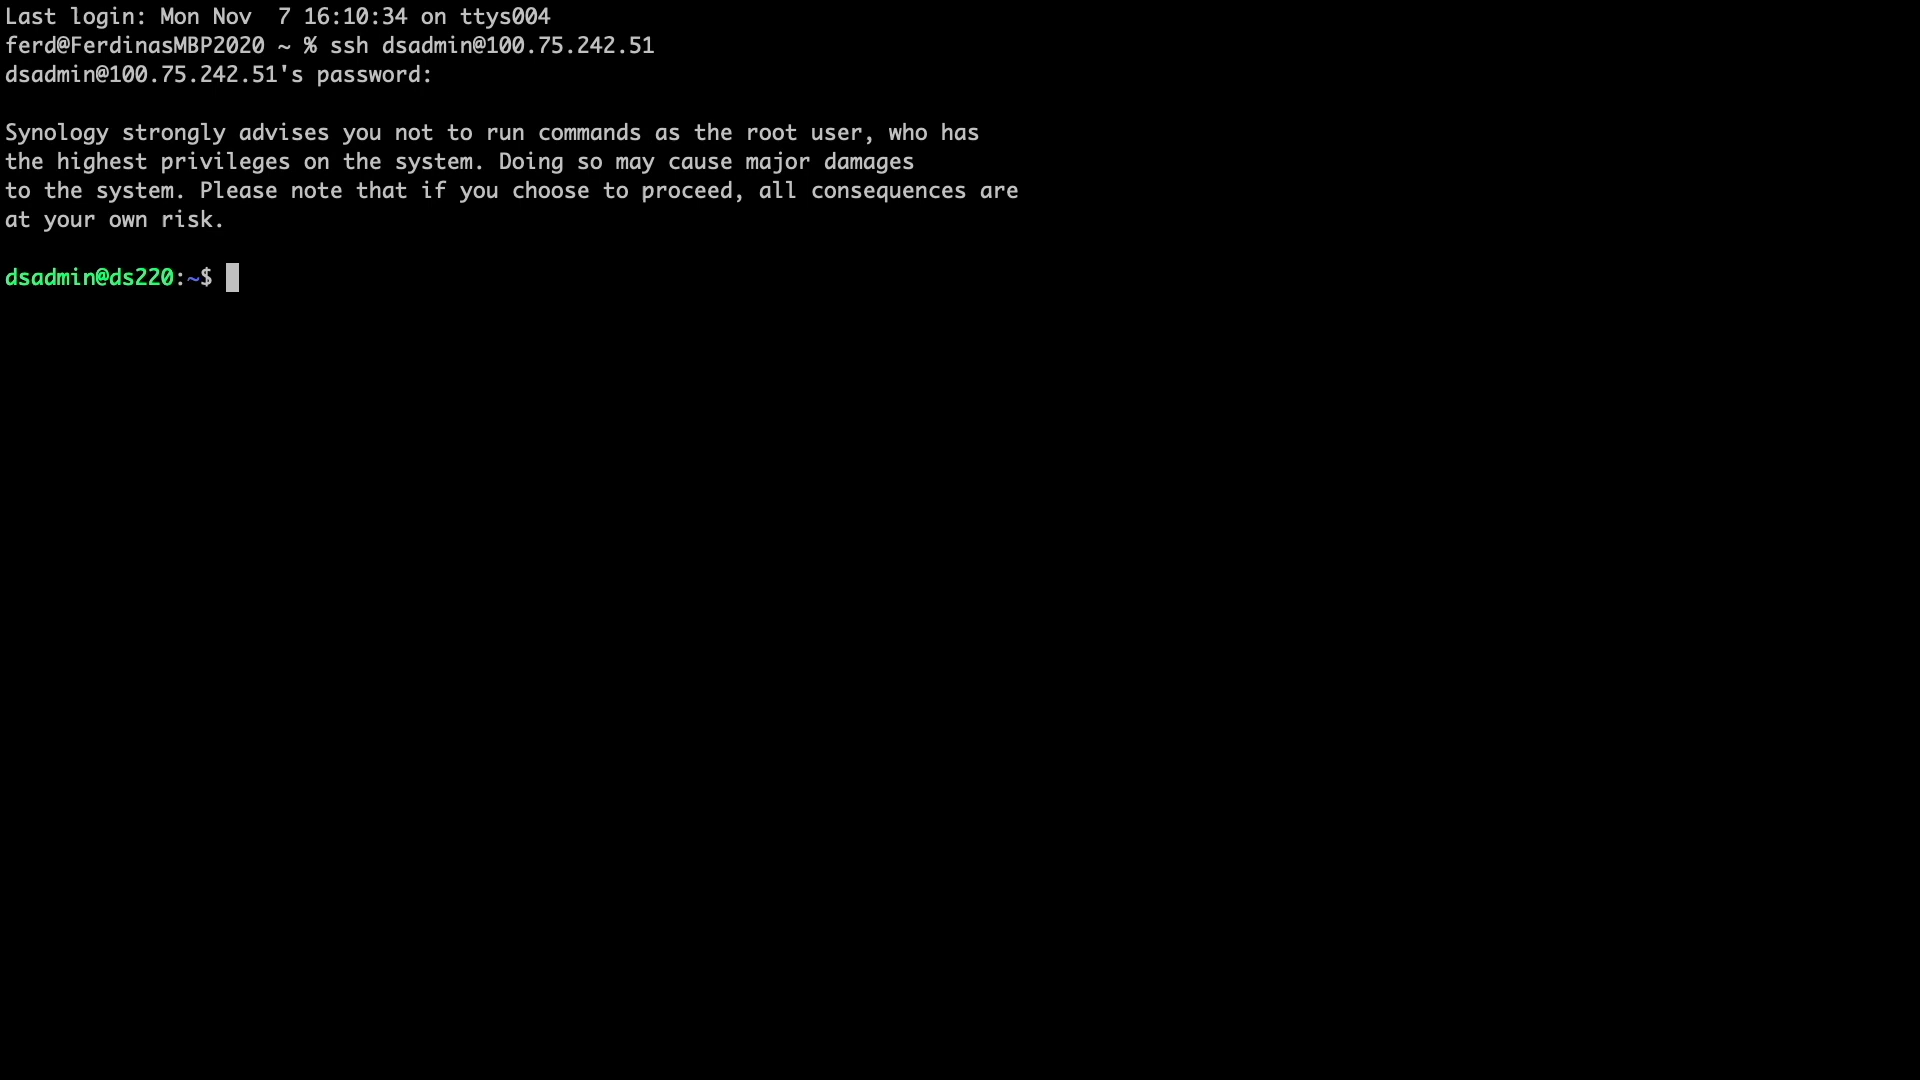 Last login: Mon Nov  7 16:10:34 on ttys004
ferd@FerdinasMBP2020 ~ % ssh dsadmin@100.75.242.51
dsadmin@100.75.242.51's password:
Synology strongly advises you not to run commands as the root user, who has
the highest privileges on the system. Doing so may cause major damages
to the system. Please note that if you choose to proceed, all consequences are
at your own risk.
dsadmin@ds220:~$